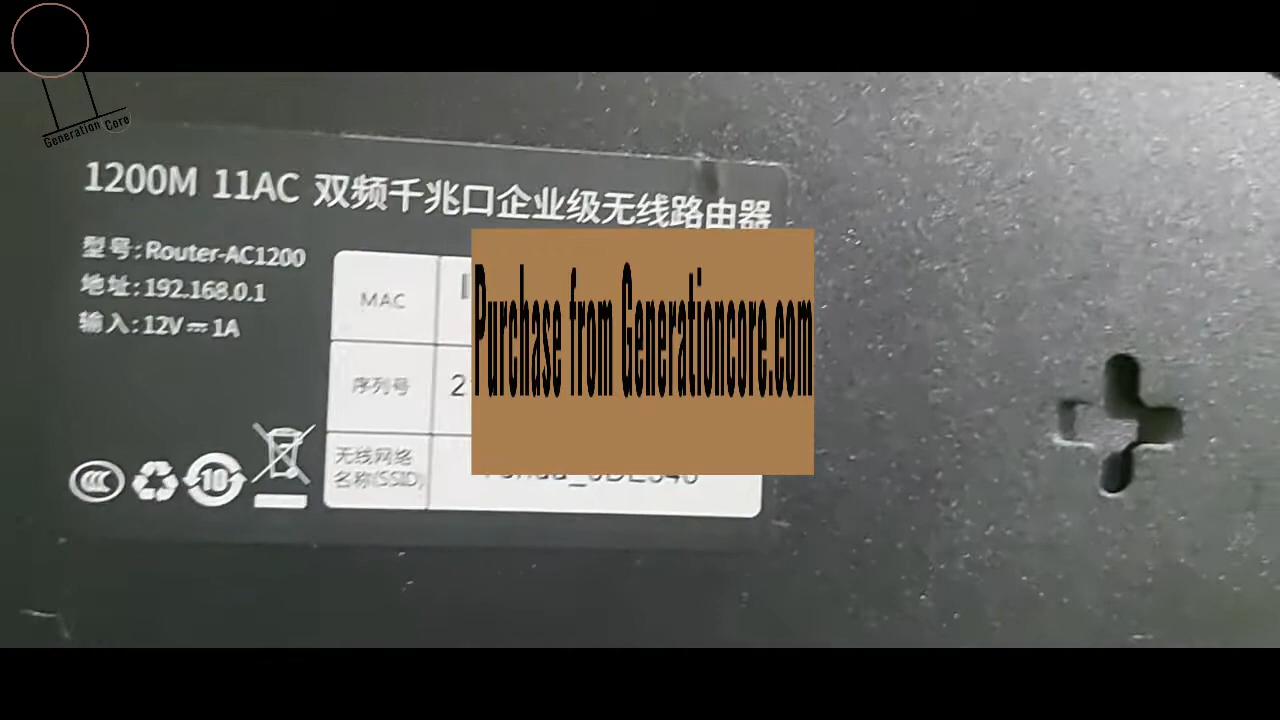 Generation Core
1200M 11AC 双频千兆口企业级无线路由器
型号:Router-AC1200
地址:192.168.0.1
输入:12V⎓1A
MAC
序列号
无线网络
名称(SSID)
10
Purchase from Generationcore.com